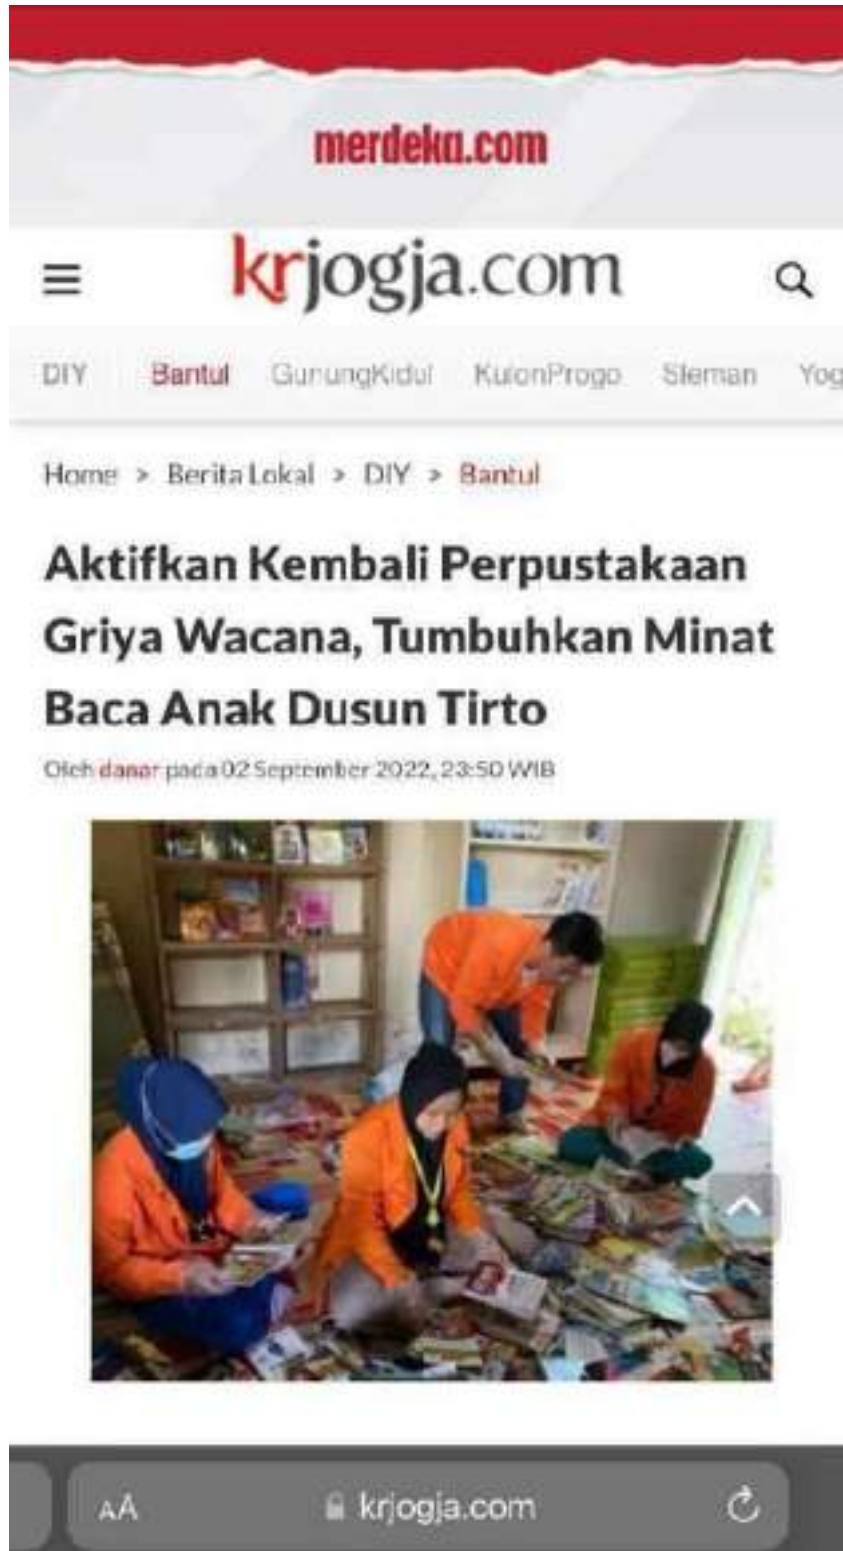 merdeka.com
krjogja.com
DIY Bantul GunungKidul KulonProgo Sleman Yog
Home > Berita Lokal > DIY > Bantul
Aktifkan Kembali Perpustakaan
Griya Wacana, Tumbuhkan Minat
Baca Anak Dusun Tirto
Oleh danar pada 02 September 2022, 23:50 WIB
AA krjogja.com